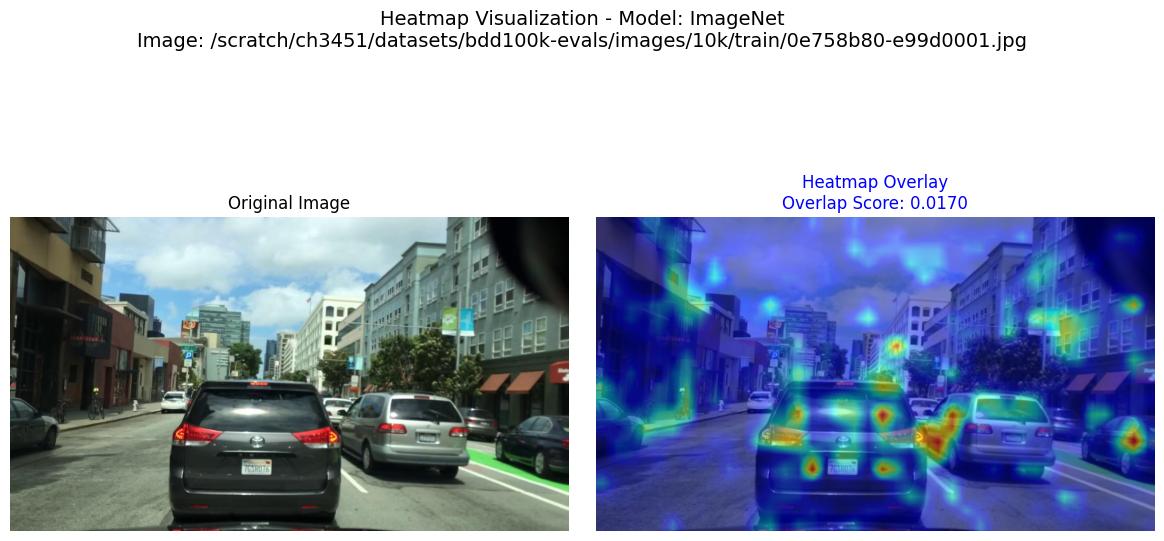 Heatmap Visualization - Model: ImageNet
Image: /scratch/ch3451/datasets/bdd100k-evals/images/10k/train/0e758b80-e99d0001.jpg
Heatmap Overlay
Original Image
Overlap Score: 0.0170